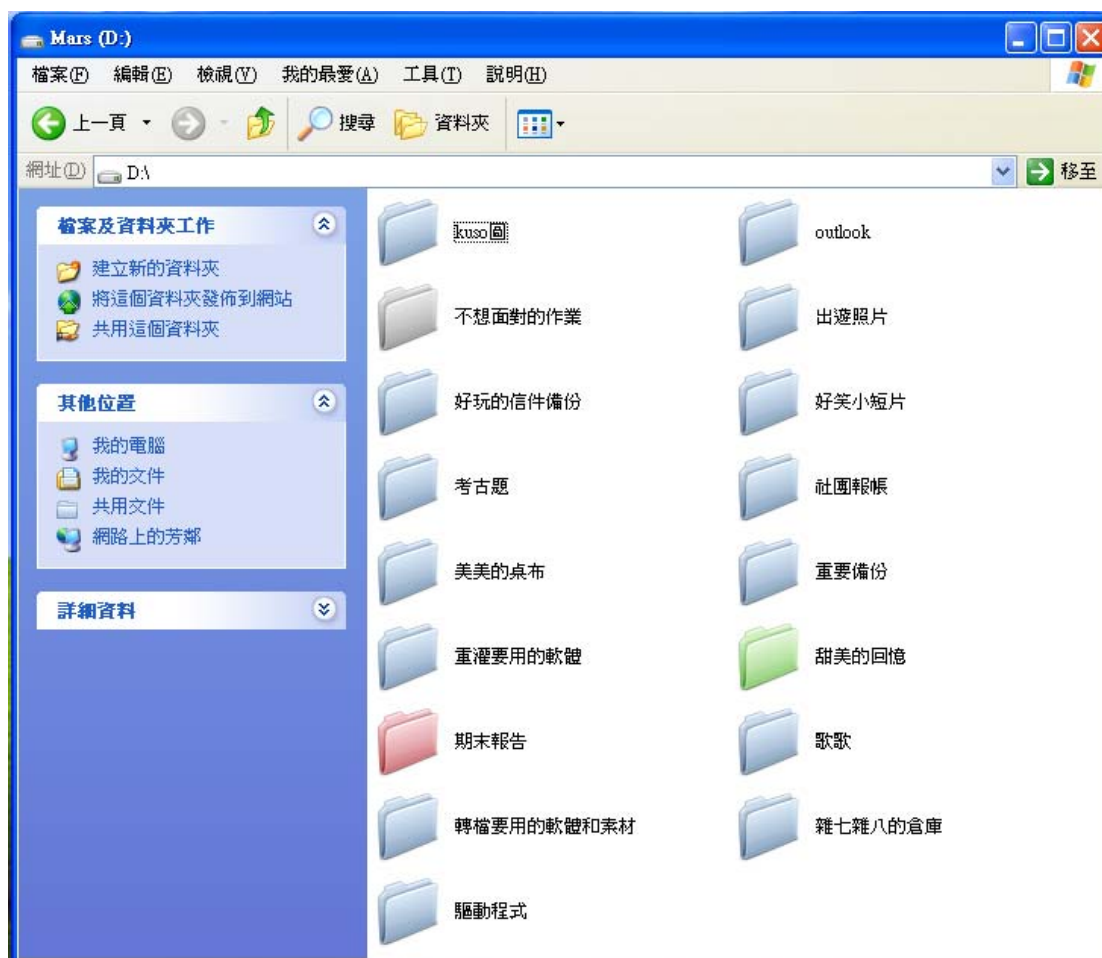 Mars (D:)
檔案(F) 編輯(E) 檢視(V) 我的最愛(A) 工具(T) 說明(H)
上一頁 搜尋 資料夾
網址(D) D:\ 移至
檔案及資料夾工作
建立新的資料夾
將這個資料夾發佈到網站
共用這個資料夾
其他位置
我的電腦
我的文件
共用文件
網路上的芳鄰
詳細資料
kuso圖 outlook
不想面對的作業 出遊照片
好玩的信件備份 好笑小短片
考古題 社團報帳
美美的桌布 重要備份
重灌要用的軟體 甜美的回憶
期末報告 歌歌
轉檔要用的軟體和素材 雜七雜八的倉庫
驅動程式